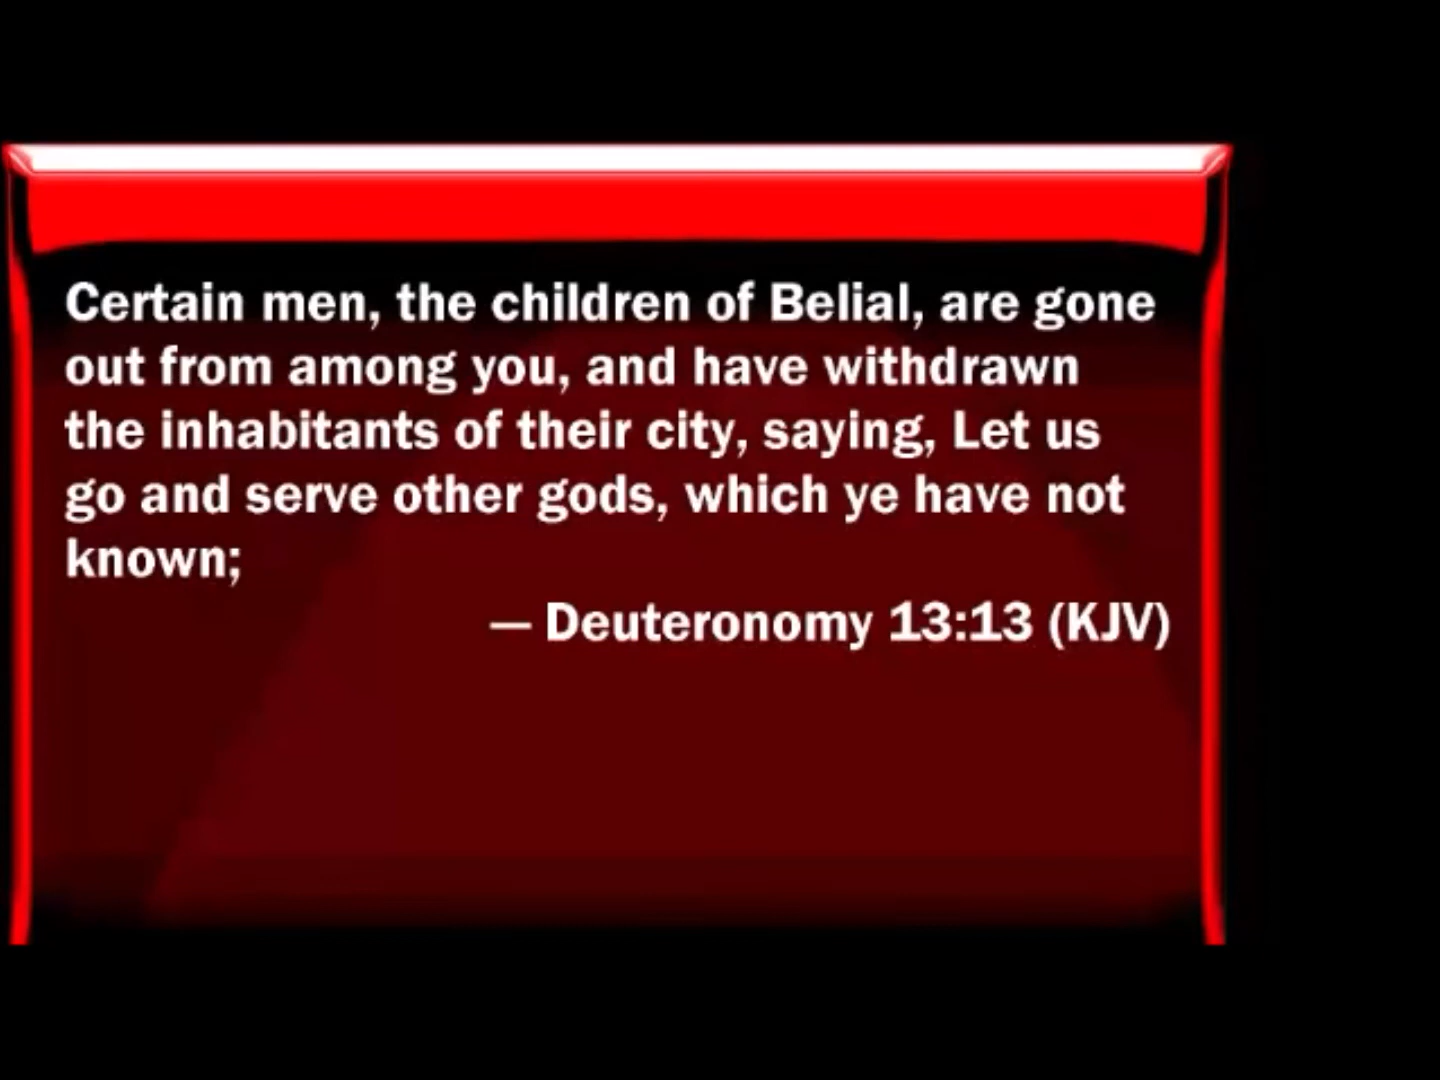 Certain men, the children of Belial, are gone
out from among you, and have withdrawn
the inhabitants of their city, saying, Let us
go and serve other gods, which ye have not
known;
— Deuteronomy 13:13 (KJV)